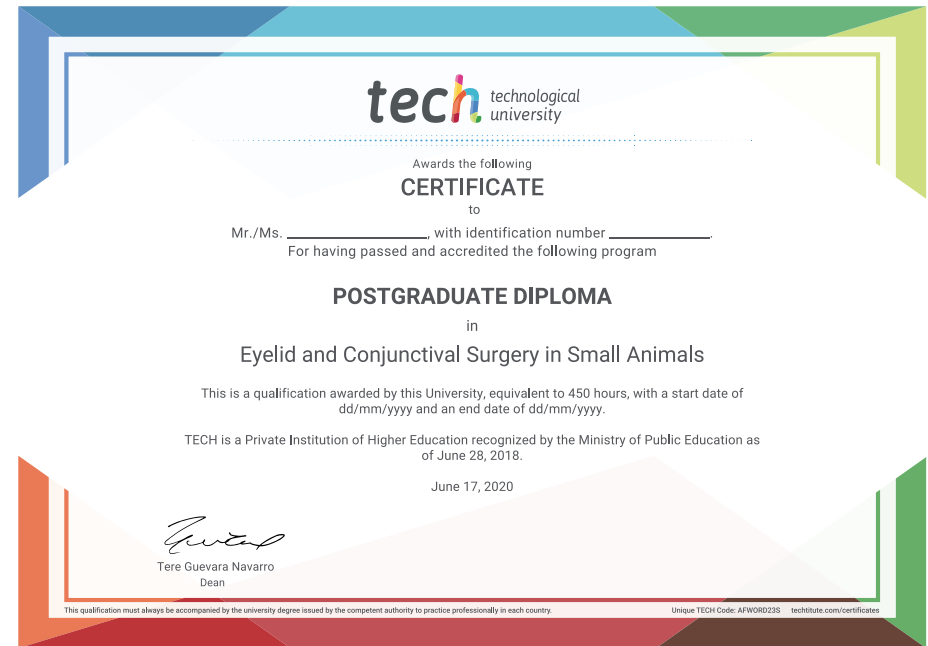 tech technological
university
Awards the following
CERTIFICATE
to
Mr./Ms. ____________, with identification number ____________.
For having passed and accredited the following program
POSTGRADUATE DIPLOMA
in
Eyelid and Conjunctival Surgery in Small Animals
This is a qualification awarded by this University, equivalent to 450 hours, with a start date of
dd/mm/yyyy and an end date of dd/mm/yyyy.
TECH is a Private Institution of Higher Education recognized by the Ministry of Public Education as
of June 28, 2018.
June 17, 2020
Tere Guevara Navarro
Dean
This qualification must always be accompanied by the university degree issued by the competent authority to practice professionally in each country. Unique TECH Code: AFWORD23S techtitute.com/certificates